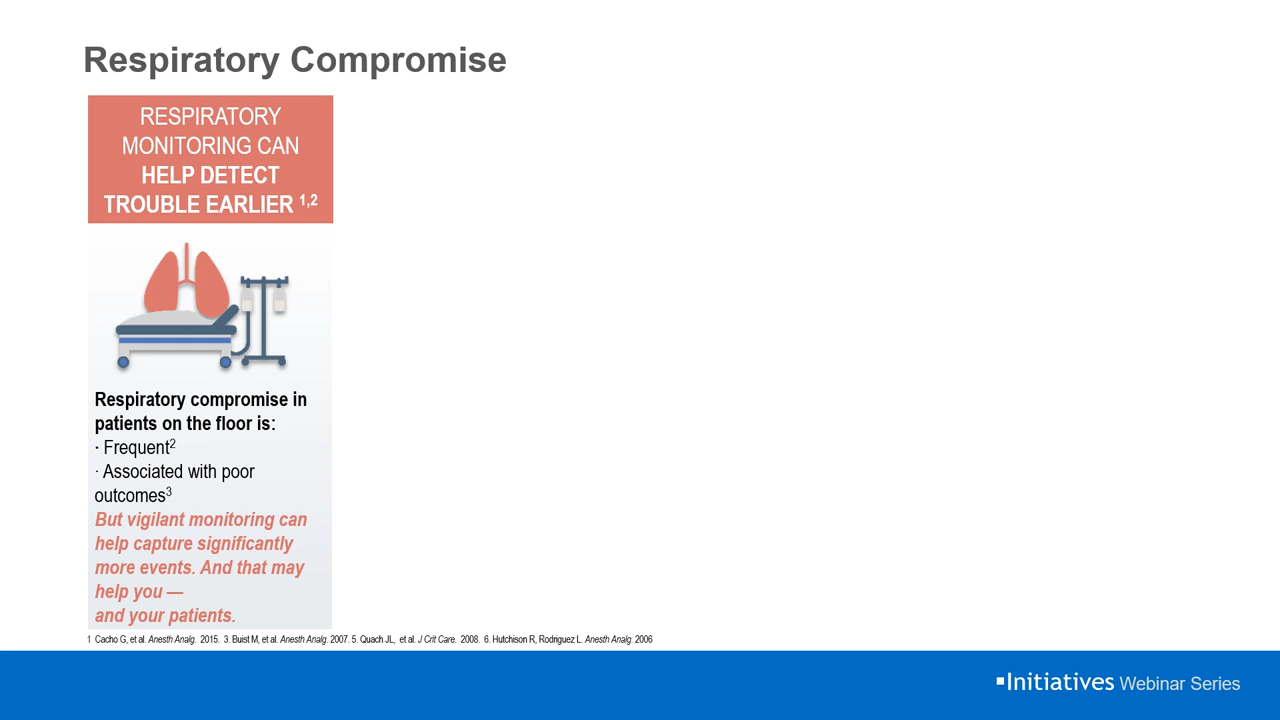 Respiratory Compromise
RESPIRATORY
MONITORING CAN
HELP DETECT
TROUBLE EARLIER 1,2
Respiratory compromise in
patients on the floor is:
· Frequent2
· Associated with poor
outcomes3
But vigilant monitoring can
help capture significantly
more events. And that may
help you —
and your patients.
1 Cacho G, et al. Anesth Analg. 2015. 3. Buist M, et al. Anesth Analg. 2007. 5. Quach JL, et al. J Crit Care. 2008. 6. Hutchison R, Rodriguez L. Anesth Analg. 2006
Initiatives Webinar Series